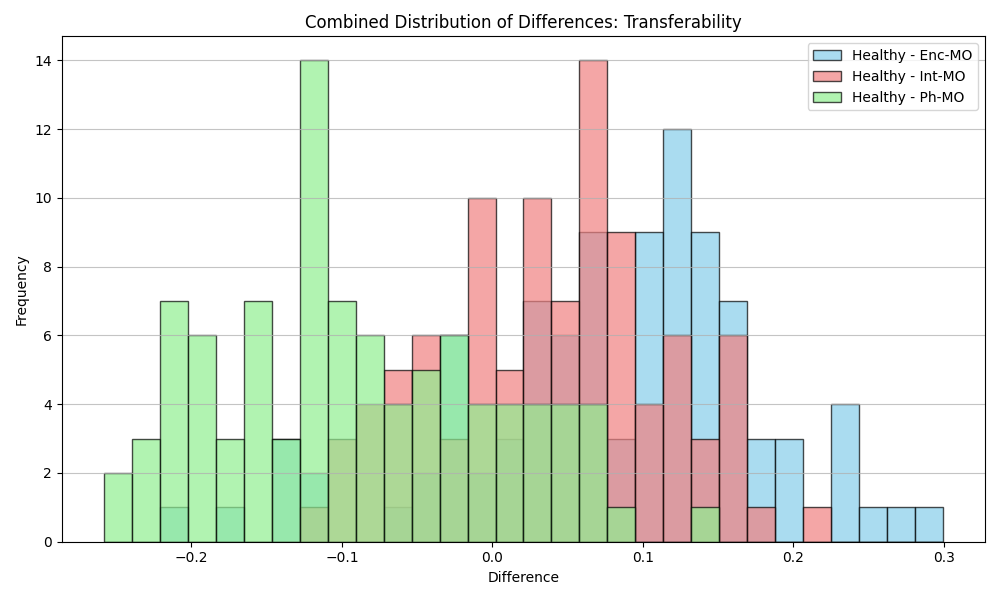 Combined Distribution of Differences: Transferability
Healthy - Enc-MO
Healthy - Int-MO
Healthy - Ph-MO
Frequency
14
12
10
8
6
4
2
0
−0.2
−0.1
0.0
0.1
0.2
0.3
Difference